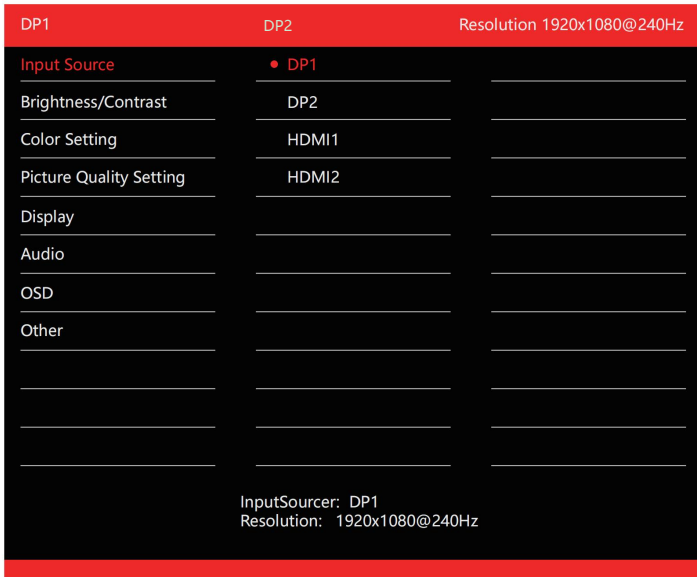 DP1 DP2 Resolution 1920x1080@240Hz
Input Source DP1
Brightness/Contrast DP2
Color Setting HDMI1
Picture Quality Setting HDMI2
Display
Audio
OSD
Other
InputSourcer: DP1
Resolution: 1920x1080@240Hz